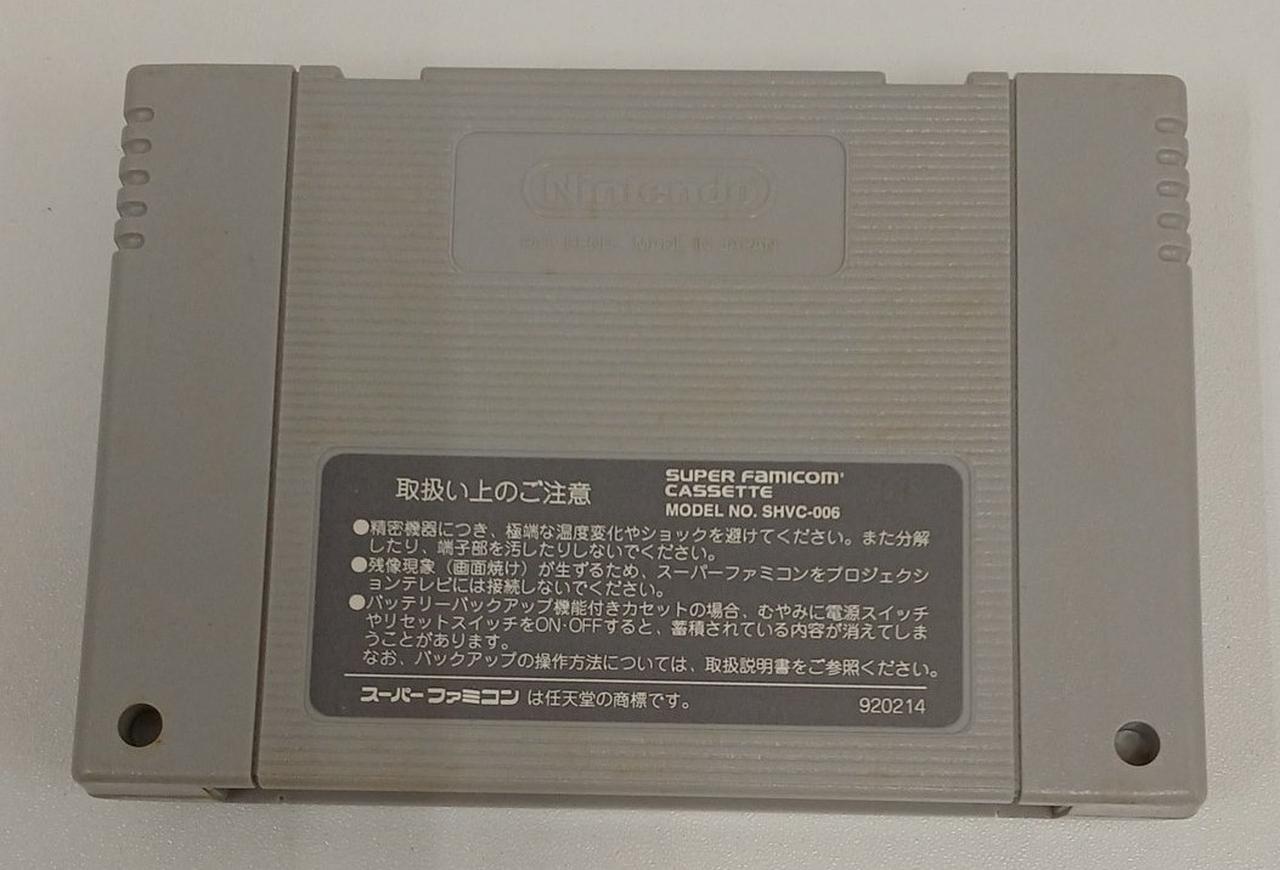 Nintendo
MADE IN JAPAN
取扱い上のご注意
SUPER FAMICOM
CASSETTE
MODEL NO. SHVC-006
●精密機器につき、極端な温度変化やショックを避けてください。また分解
したり、端子部を汚したりしないでください。
●残像現象（画面焼け）が生ずるため、スーパーファミコンをプロジェクシ
ョンテレビには接続しないでください。
●バッテリーバックアップ機能付きカセットの場合、むやみに電源スイッチ
やリセットスイッチをON·OFFすると、蓄積されている内容が消えてしま
うことがあります。
なお、バックアップの操作方法については、取扱説明書をご参照ください。
スーパーファミコン は任天堂の商標です。
920214